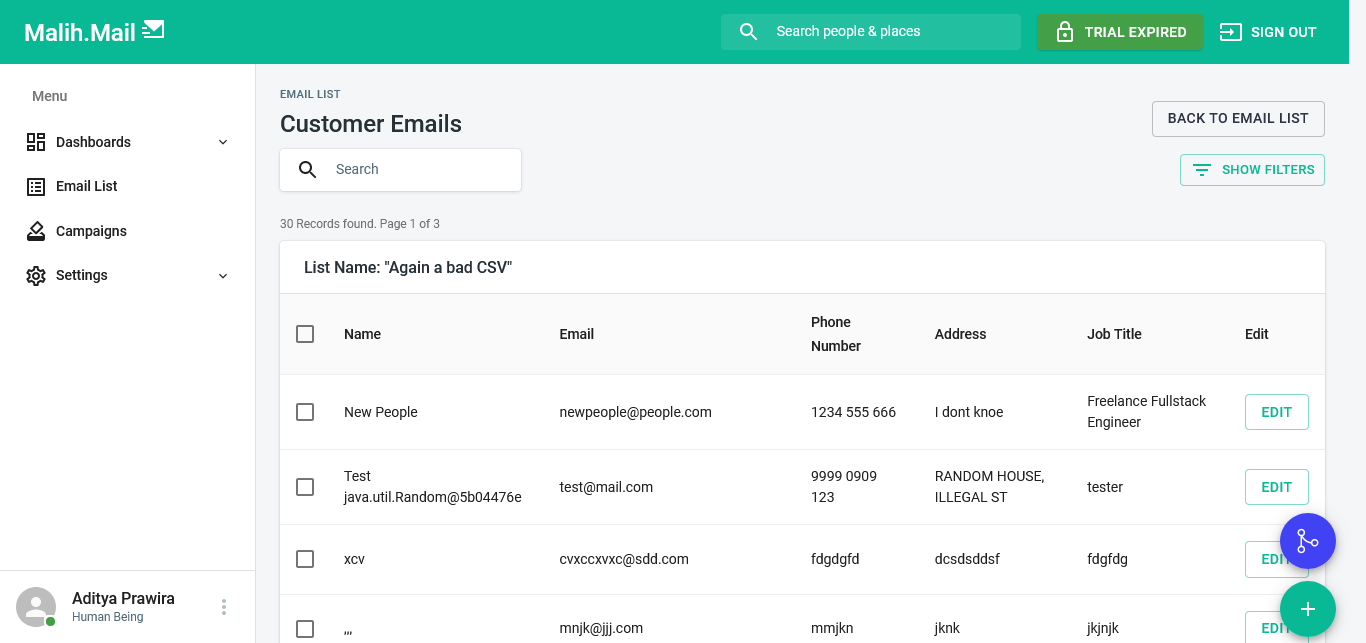 Malih.Mail
Search people & places
TRIAL EXPIRED
SIGN OUT
Menu
Dashboards
Email List
Campaigns
Settings
Aditya Prawira
Human Being
EMAIL LIST
Customer Emails
BACK TO EMAIL LIST
Search
SHOW FILTERS
30 Records found. Page 1 of 3
List Name: "Again a bad CSV"
Name Email Phone Number Address Job Title Edit
New People newpeople@people.com 1234 555 666 I dont knoe Freelance Fullstack Engineer EDIT
Test java.util.Random@5b04476e test@mail.com 9999 0909 123 RANDOM HOUSE, ILLEGAL ST tester EDIT
xcv cvxccxvxc@sdd.com fdgdgfd dcsdsddsf fdgfdg EDIT
,,, mnjk@jjj.com mmjkn jknk jkjnjk EDIT